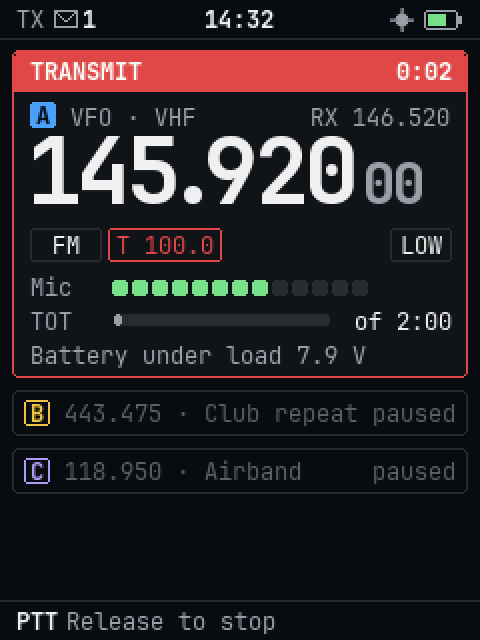 TX 1 14:32
TRANSMIT 0:02
A VFO · VHF RX 146.520
145.920 00
FM T 100.0 LOW
Mic
TOT of 2:00
Battery under load 7.9 V
B 443.475 · Club repeat paused
C 118.950 · Airband paused
PTT Release to stop